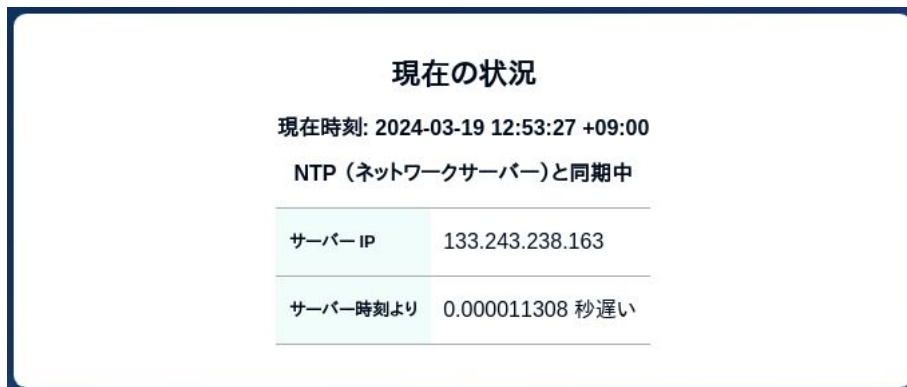 現在の状況
現在時刻: 2024-03-19 12:53:27 +09:00
NTP（ネットワークサーバー）と同期中
サーバー IP 133.243.238.163
サーバー時刻より 0.000011308 秒遅い